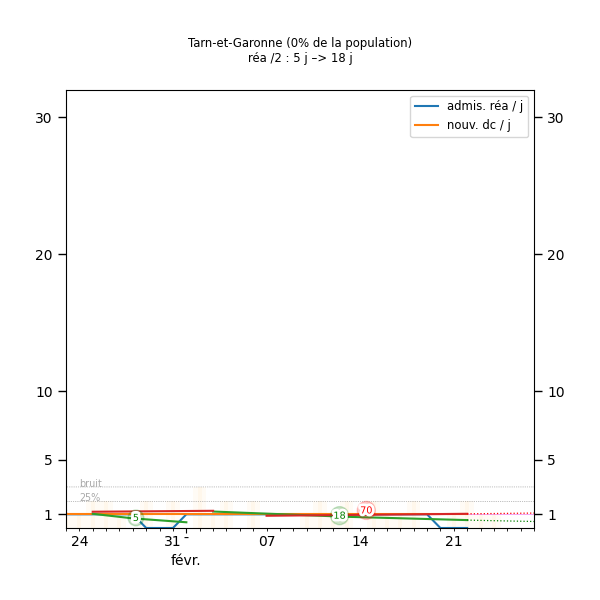 Tarn-et-Garonne (0% de la population)
réa /2 : 5 j –> 18 j
admis. réa / j
nouv. dc / j
30 30
20 20
10 10
5 5
bruit
25%
1 5 18 70 1
24 31 - 07 14 21
févr.